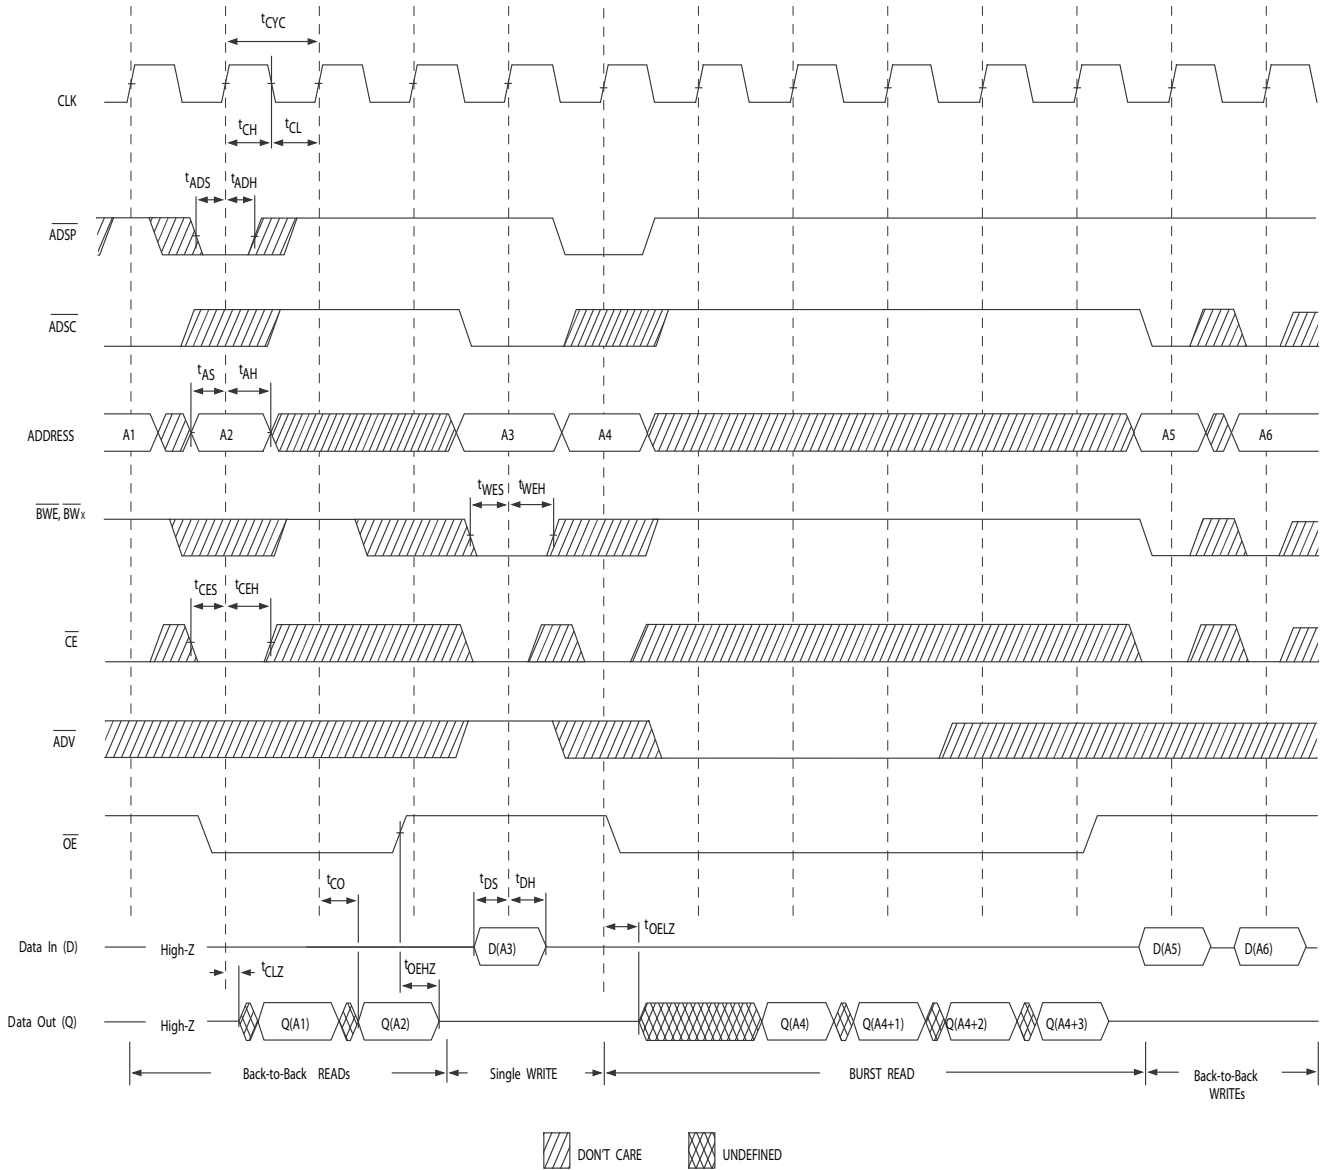 tCYC
CLK
tCH
tCL
tADS
tADH
ADSP
ADSC
tAS
tAH
ADDRESS
A1
A2
A3
A4
A5
A6
tWES
tWEH
BWE, BWx
tCES
tCEH
CE
ADV
OE
tCO
tDS
tDH
tOELZ
Data In (D)
High-Z
D(A3)
D(A5)
D(A6)
tCLZ
tOEHZ
Data Out (Q)
High-Z
Q(A1)
Q(A2)
Q(A4)
Q(A4+1)
Q(A4+2)
Q(A4+3)
Back-to-Back READs
Single WRITE
BURST READ
Back-to-Back
WRITEs
DON'T CARE
UNDEFINED